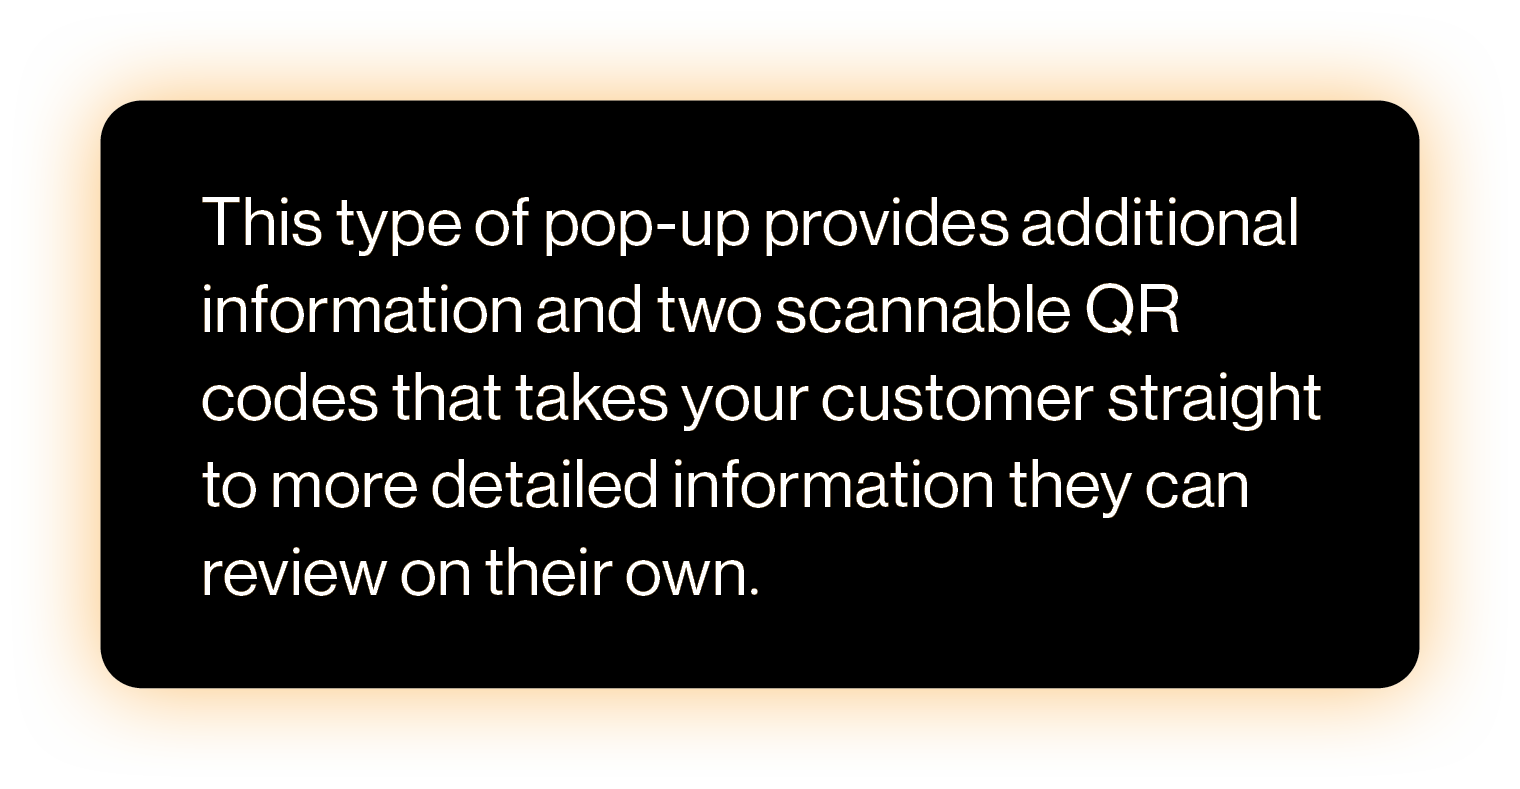 This type of pop-up provides additional
information and two scannable QR
codes that takes your customer straight
to more detailed information they can
review on their own.